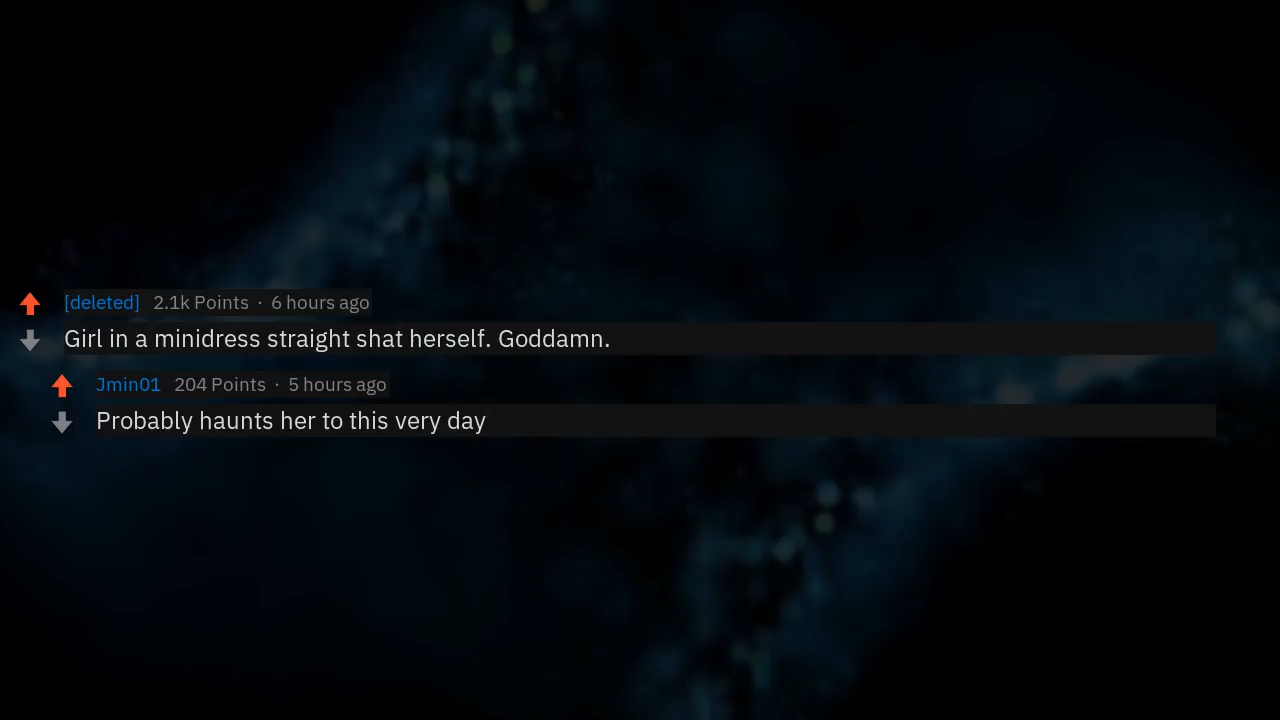 [deleted] 2.1k Points · 6 hours ago
Girl in a minidress straight shat herself. Goddamn.
Jmin01 204 Points · 5 hours ago
Probably haunts her to this very day